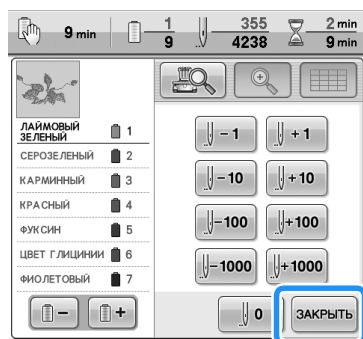 9 min
1
9
355
4238
2 min
9 min
ЛАЙМОВЫЙ
ЗЕЛЕНЫЙ 1
СЕРОЗЕЛЕНЫЙ 2
КАРМИННЫЙ 3
КРАСНЫЙ 4
ФУКСИН 5
ЦВЕТ ГЛИЦИНИИ 6
ФИОЛЕТОВЫЙ 7
− +
− 1 + 1
− 10 + 10
−100 +100
−1000 +1000
0 ЗАКРЫТЬ